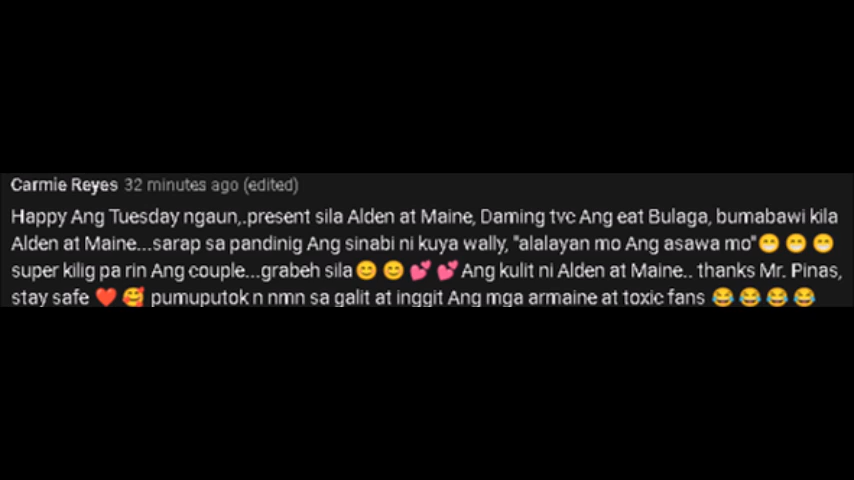 Carmie Reyes 32 minutes ago (edited)
Happy Ang Tuesday ngaun,.present sila Alden at Maine, Daming tvc Ang eat Bulaga, bumabawi kila
Alden at Maine...sarap sa pandinig Ang sinabi ni kuya wally, "alalayan mo Ang asawa mo"😁 😁 😁
super kilig pa rin Ang couple...grabeh sila😊 😊 💕 💕 Ang kulit ni Alden at Maine.. thanks Mr. Pinas,
stay safe ❤️ 🥰 pumuputok n nmn sa galit at inggit Ang mga armaine at toxic fans 😂 😂 😂 😂